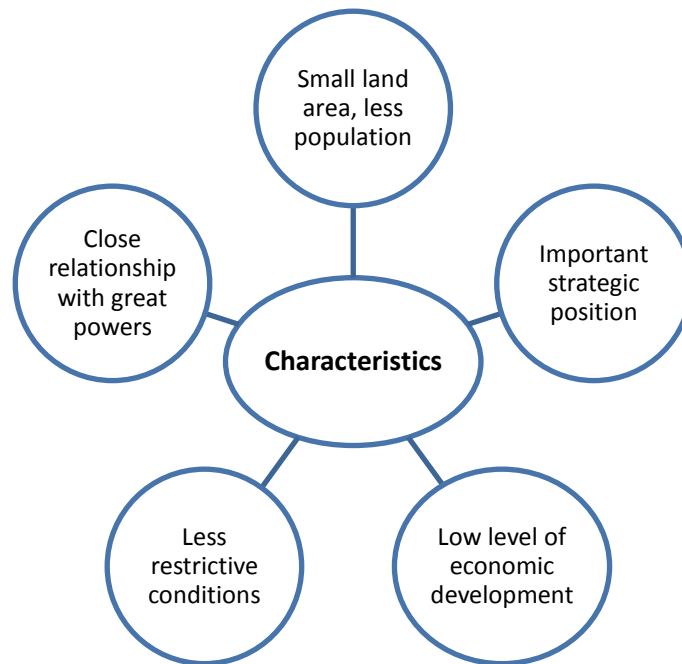 Small land
area, less
population
Close
relationship
with great
powers
Important
strategic
position
Characteristics
Less
restrictive
conditions
Low level of
economic
development